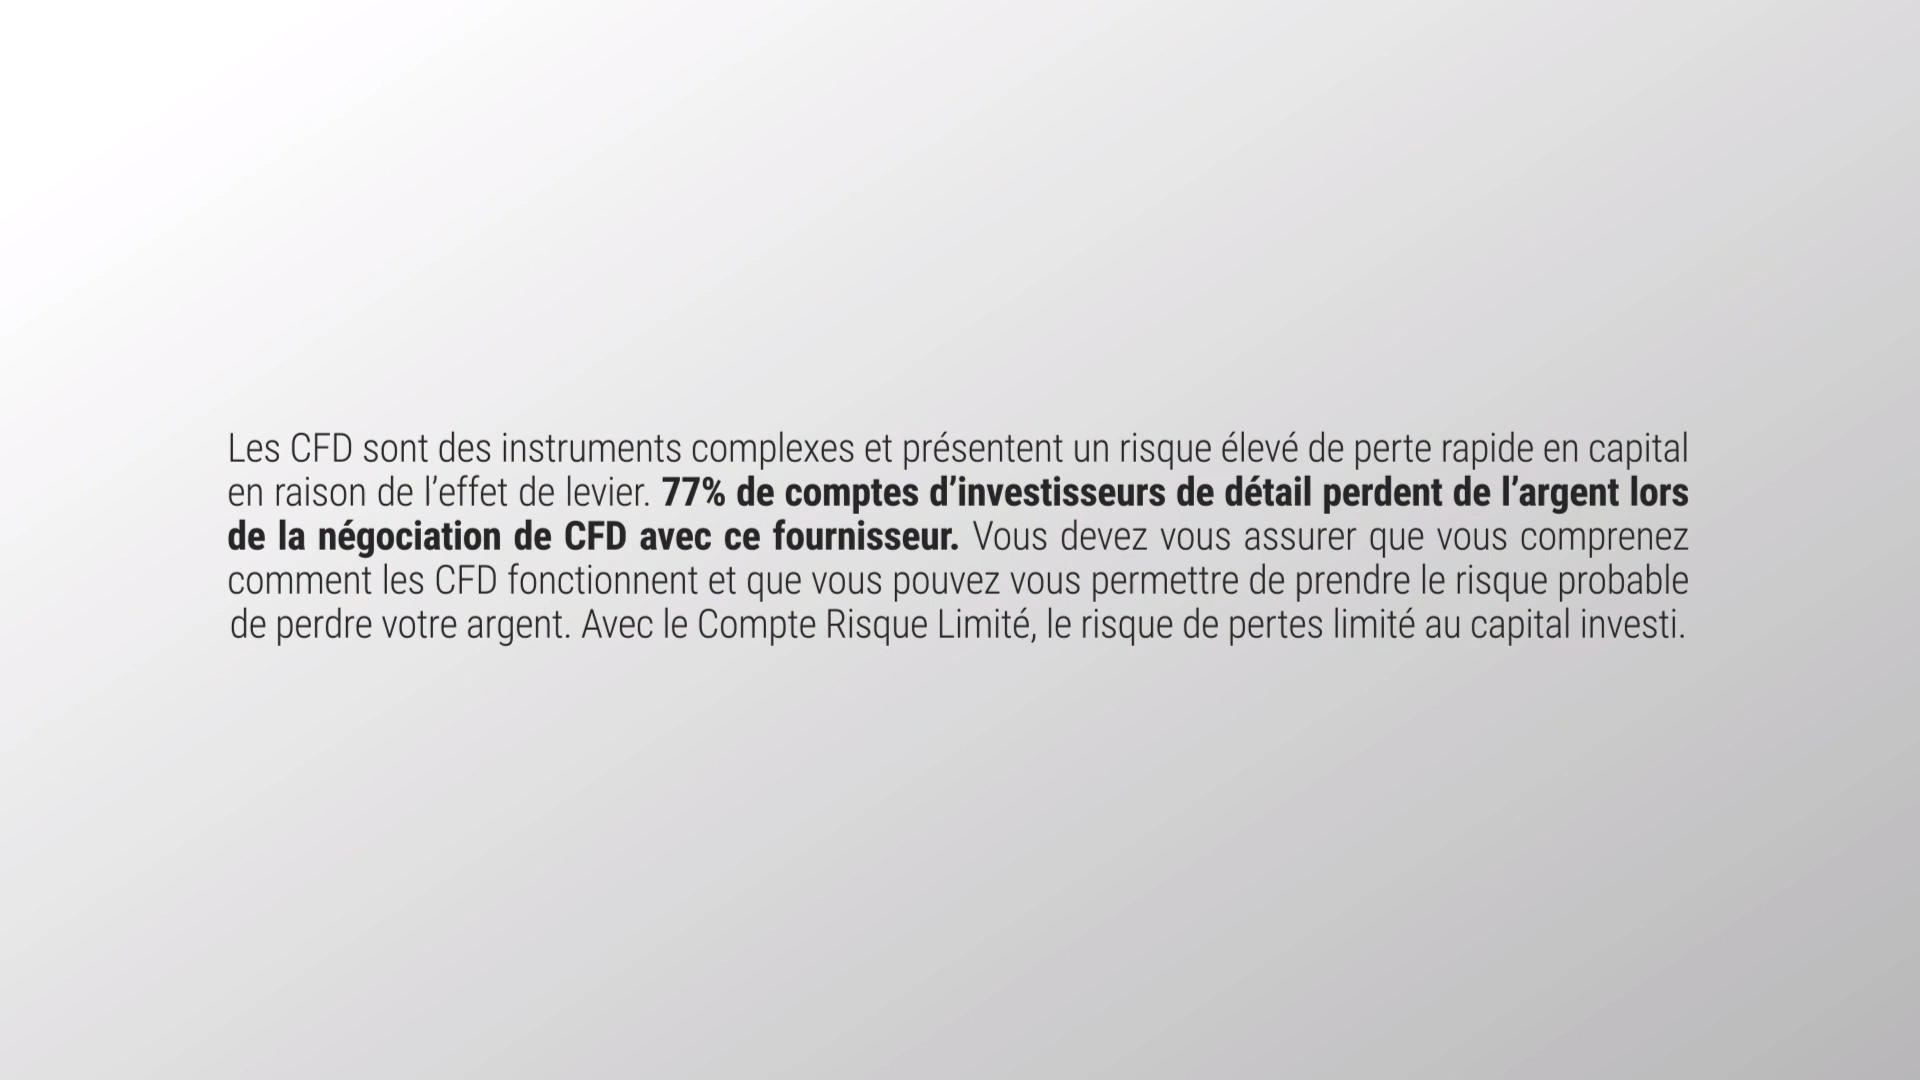 Les CFD sont des instruments complexes et présentent un risque élevé de perte rapide en capital
en raison de l’effet de levier. 77% de comptes d’investisseurs de détail perdent de l’argent lors
de la négociation de CFD avec ce fournisseur. Vous devez vous assurer que vous comprenez
comment les CFD fonctionnent et que vous pouvez vous permettre de prendre le risque probable
de perdre votre argent. Avec le Compte Risque Limité, le risque de pertes limité au capital investi.